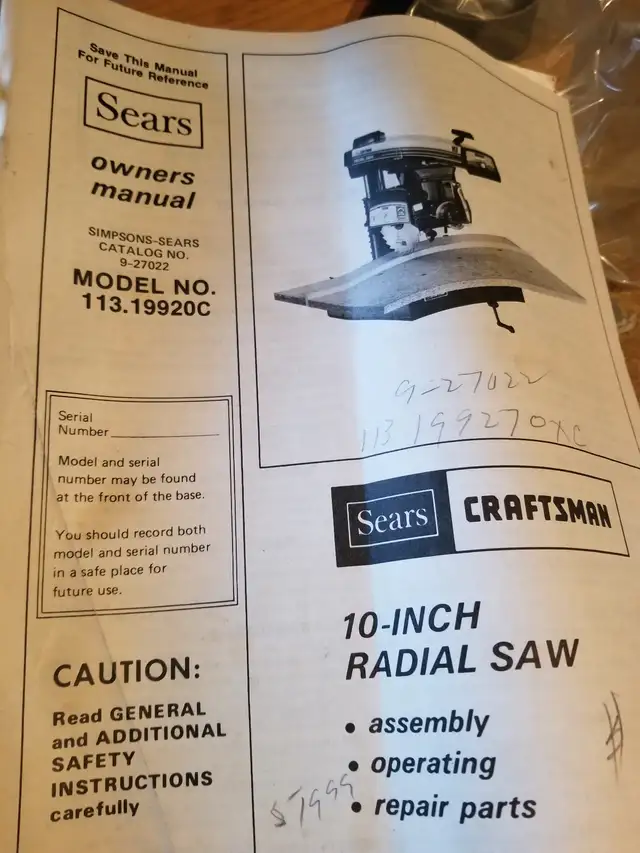 Save This Manual
For Future Reference
Sears
owners
manual
SIMPSONS-SEARS
CATALOG NO.
9-27022
MODEL NO.
113.19920C
Serial
Number
Model and serial
number may be found
at the front of the base.
You should record both
model and serial number
in a safe place for
future use.
CAUTION:
Read GENERAL
and ADDITIONAL
SAFETY
INSTRUCTIONS
carefully
9-27022
113
Sears CRAFTSMAN
10-INCH
RADIAL SAW
• assembly
• operating
• repair parts